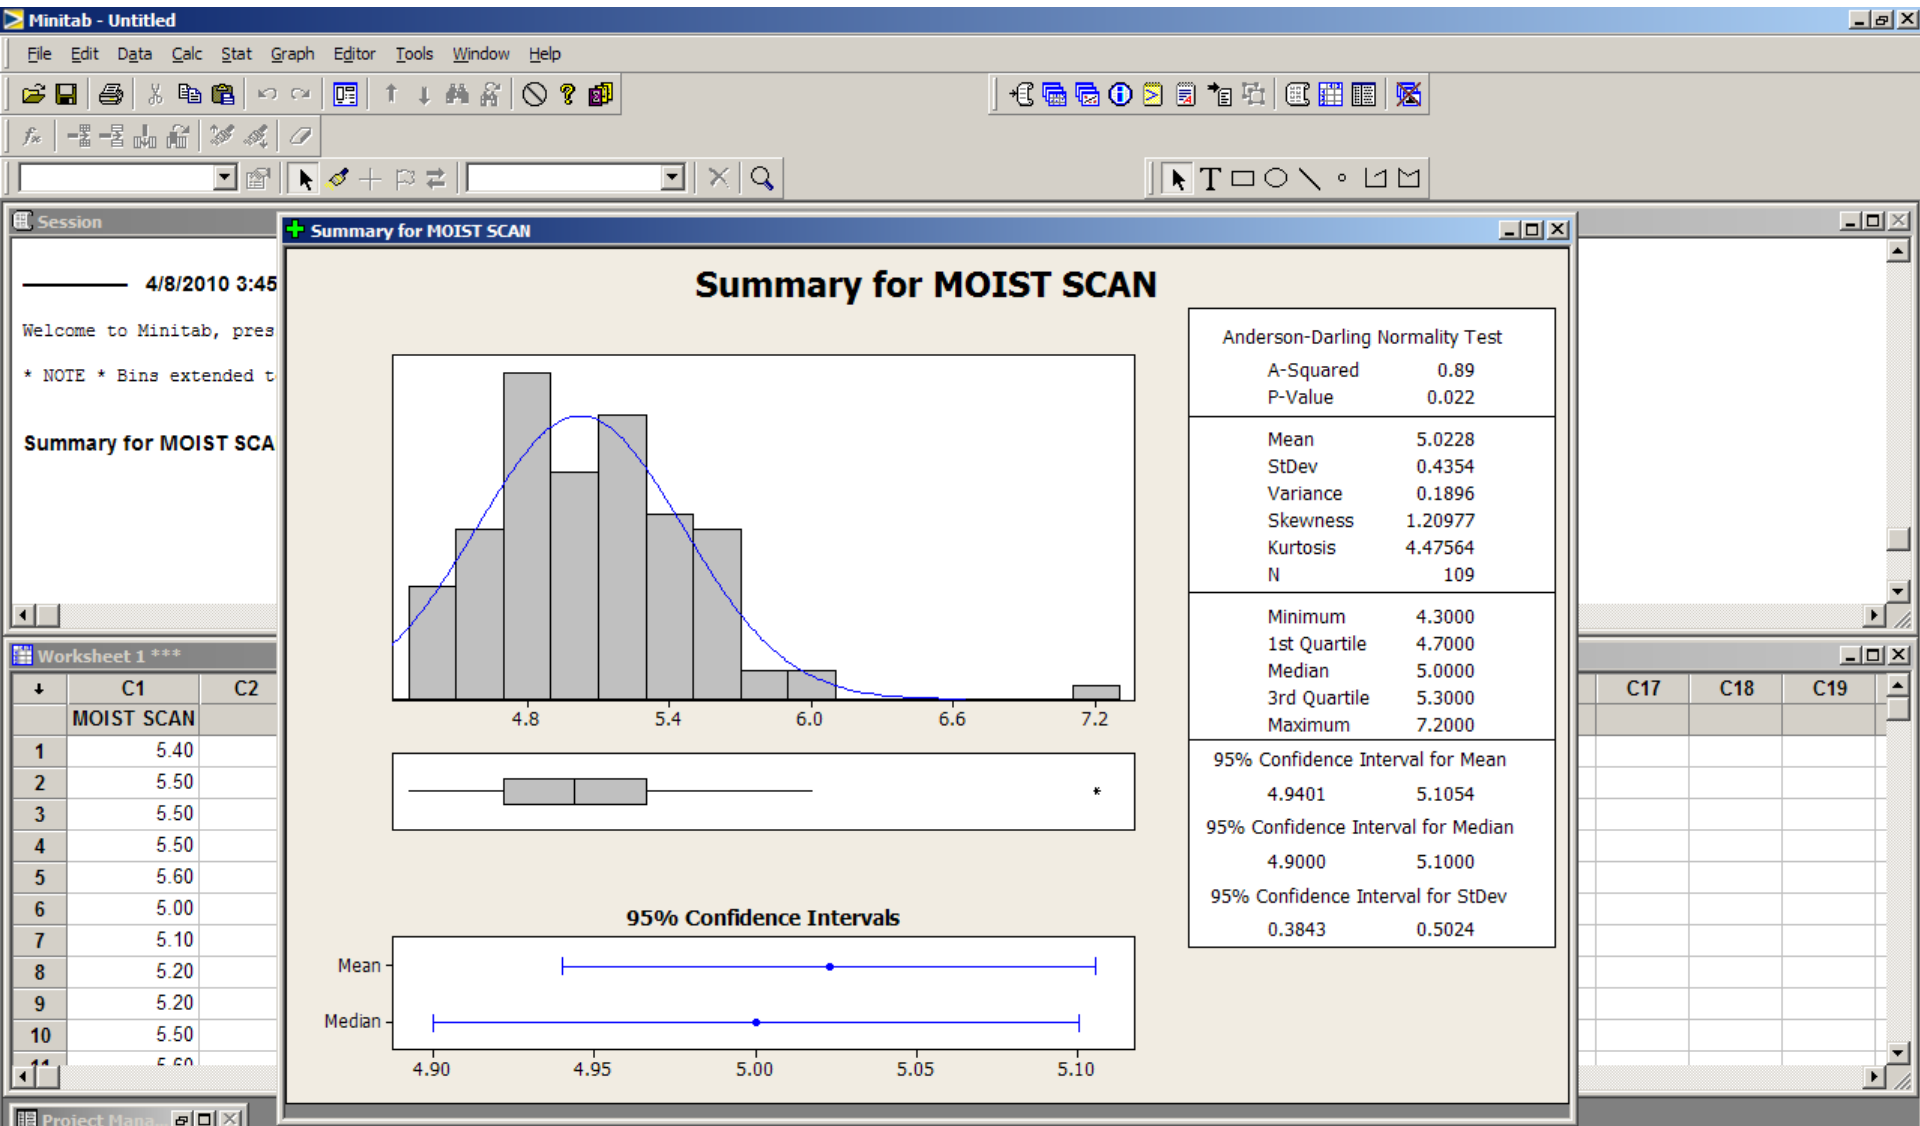 Minitab - Untitled
File Edit Data Calc Stat Graph Editor Tools Window Help
Session
4/8/2010 3:45
Welcome to Minitab, pres
* NOTE * Bins extended t
Summary for MOIST SCA
Summary for MOIST SCAN
Summary for MOIST SCAN
4.8 5.4 6.0 6.6 7.2
95% Confidence Intervals
Mean
Median
4.90 4.95 5.00 5.05 5.10
Anderson-Darling Normality Test
A-Squared 0.89
P-Value 0.022
Mean 5.0228
StDev 0.4354
Variance 0.1896
Skewness 1.20977
Kurtosis 4.47564
N 109
Minimum 4.3000
1st Quartile 4.7000
Median 5.0000
3rd Quartile 5.3000
Maximum 7.2000
95% Confidence Interval for Mean
4.9401 5.1054
95% Confidence Interval for Median
4.9000 5.1000
95% Confidence Interval for StDev
0.3843 0.5024
Worksheet 1 ***
C1 C2 C17 C18 C19
MOIST SCAN
1 5.40
2 5.50
3 5.50
4 5.50
5 5.60
6 5.00
7 5.10
8 5.20
9 5.20
10 5.50
11 5.60
Project Mana...